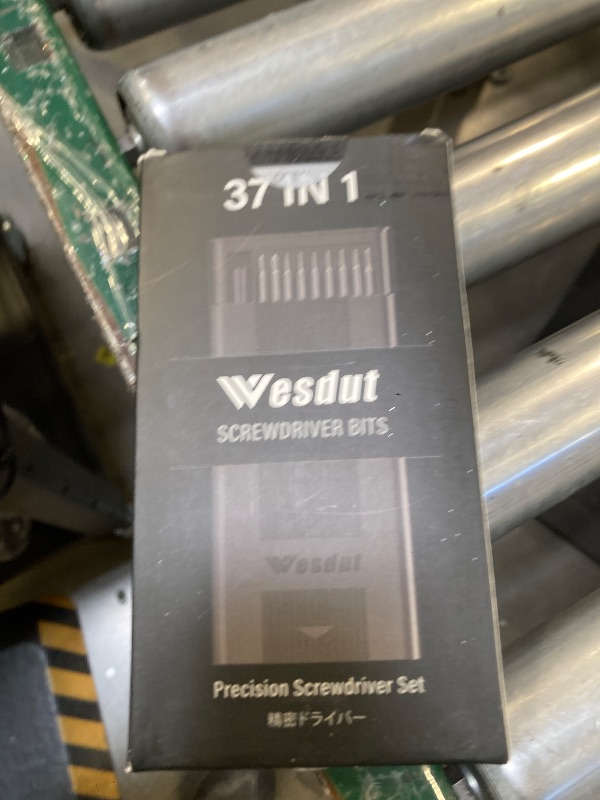 37 IN 1
Wesdut
SCREWDRIVER BITS
Wesdut
Precision Screwdriver Set
精密ドライバー